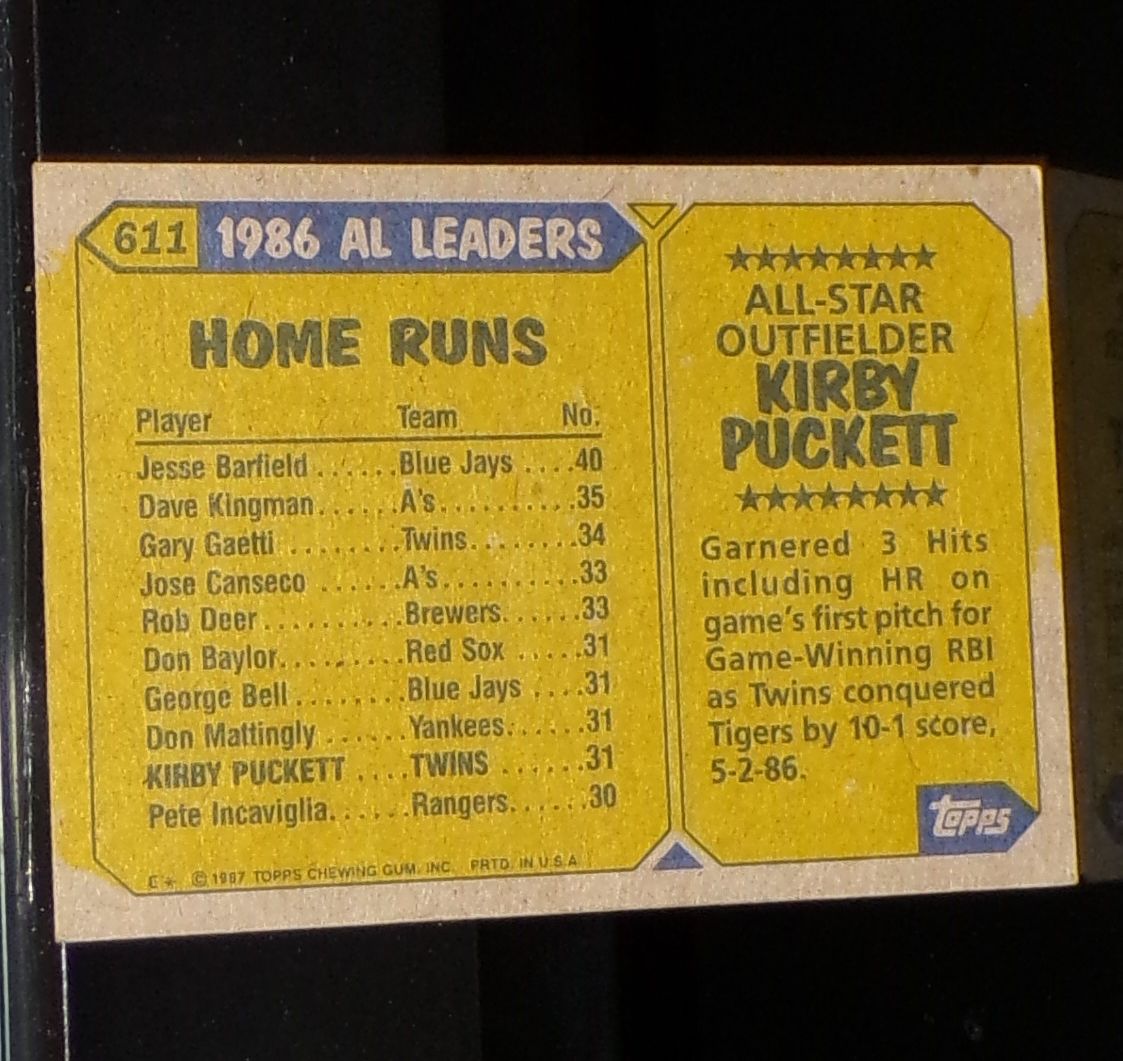 611 1986 AL LEADERS
HOME RUNS
Player Team No.
Jesse Barfield ......Blue Jays ....40
Dave Kingman......A's..........35
Gary Gaetti ........Twins........34
Jose Canseco ......A's..........33
Rob Deer..........Brewers......33
Don Baylor.........Red Sox .....31
George Bell ........Blue Jays ....31
Don Mattingly ......Yankees......31
KIRBY PUCKETT ....TWINS ......31
Pete Incaviglia......Rangers......30
E* © 1987 TOPPS CHEWING GUM, INC. PRTD. IN U.S.A.
★★★★★★★★
ALL-STAR
OUTFIELDER
KIRBY
PUCKETT
★★★★★★★★
Garnered 3 Hits
including HR on
game's first pitch for
Game-Winning RBI
as Twins conquered
Tigers by 10-1 score,
5-2-86.
topps